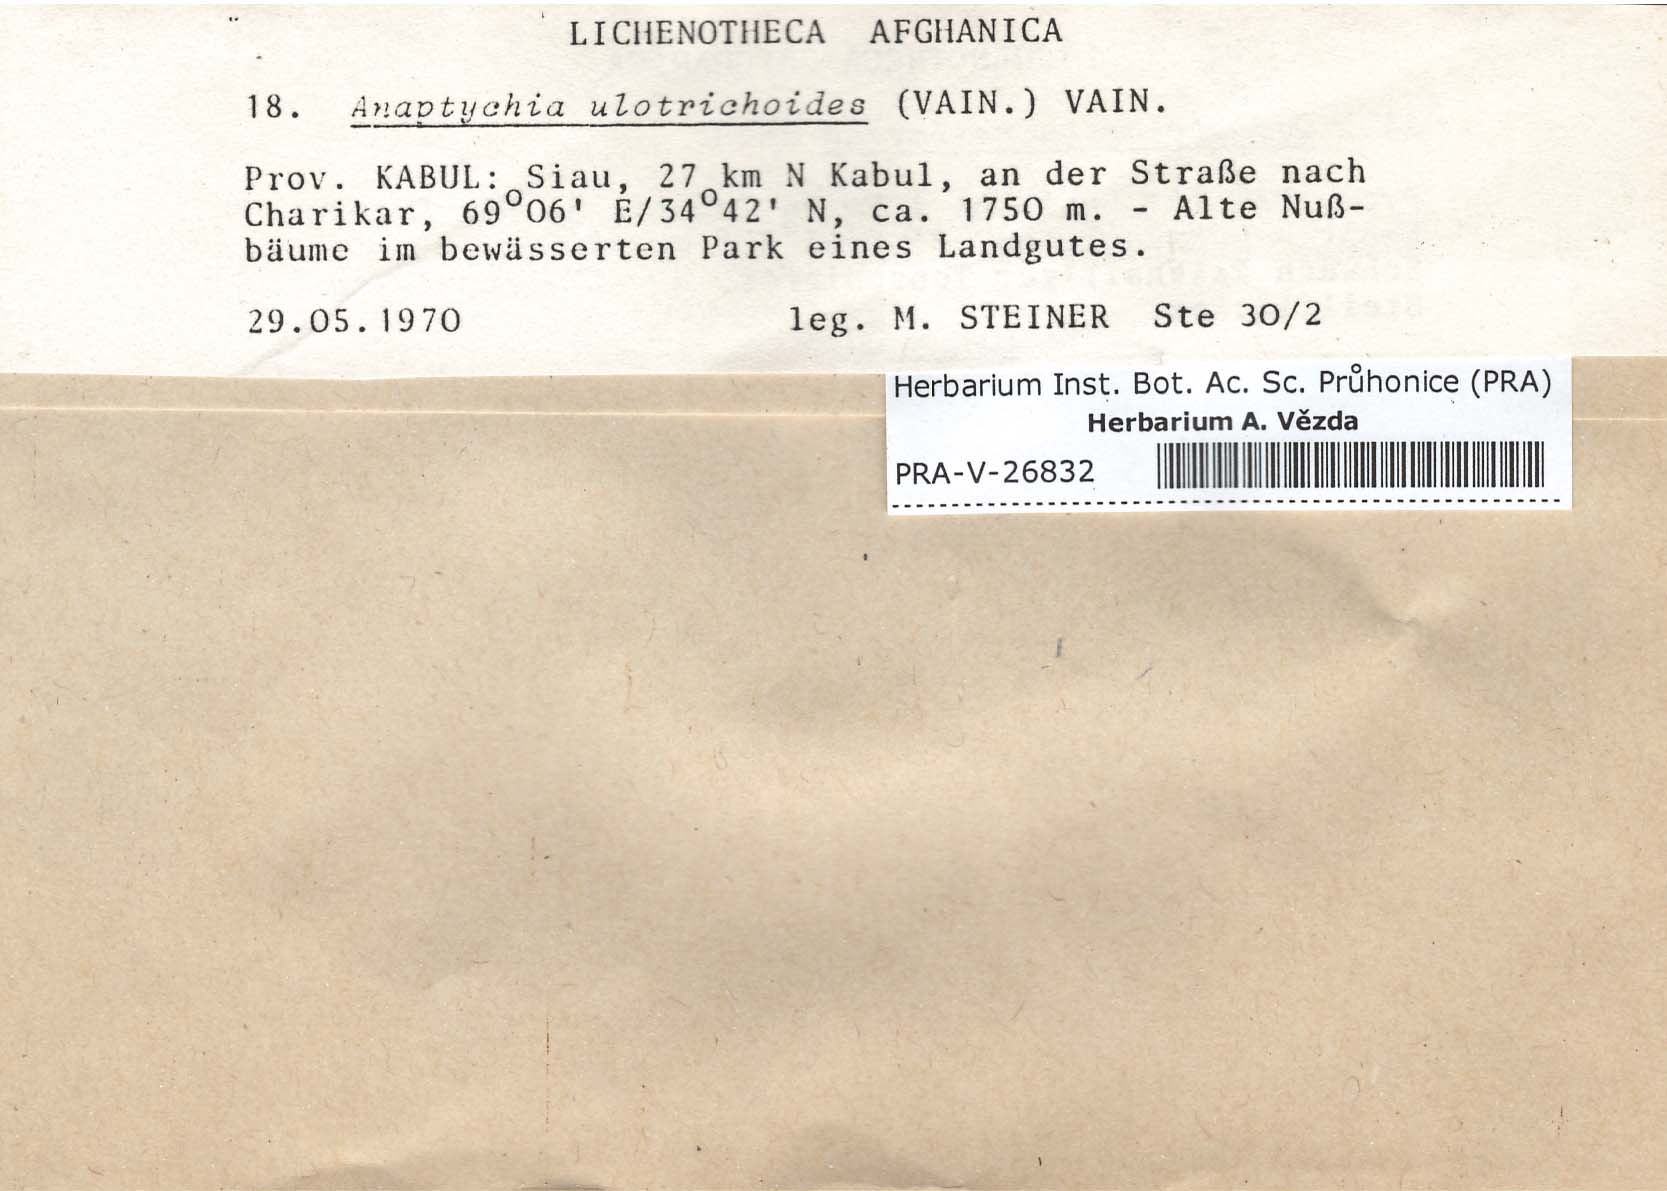 LICHENOTHECA AFGHANICA
18. Anaptychia ulotrichoides (VAIN.) VAIN.
Prov. KABUL: Siau, 27 km N Kabul, an der Straße nach
Charikar, 69°06' E/34°42' N, ca. 1750 m. - Alte Nuß-
bäume im bewässerten Park eines Landgutes.
29.05.1970 leg. M. STEINER Ste 30/2
Herbarium Inst. Bot. Ac. Sc. Průhonice (PRA)
Herbarium A. Vězda
PRA-V-26832